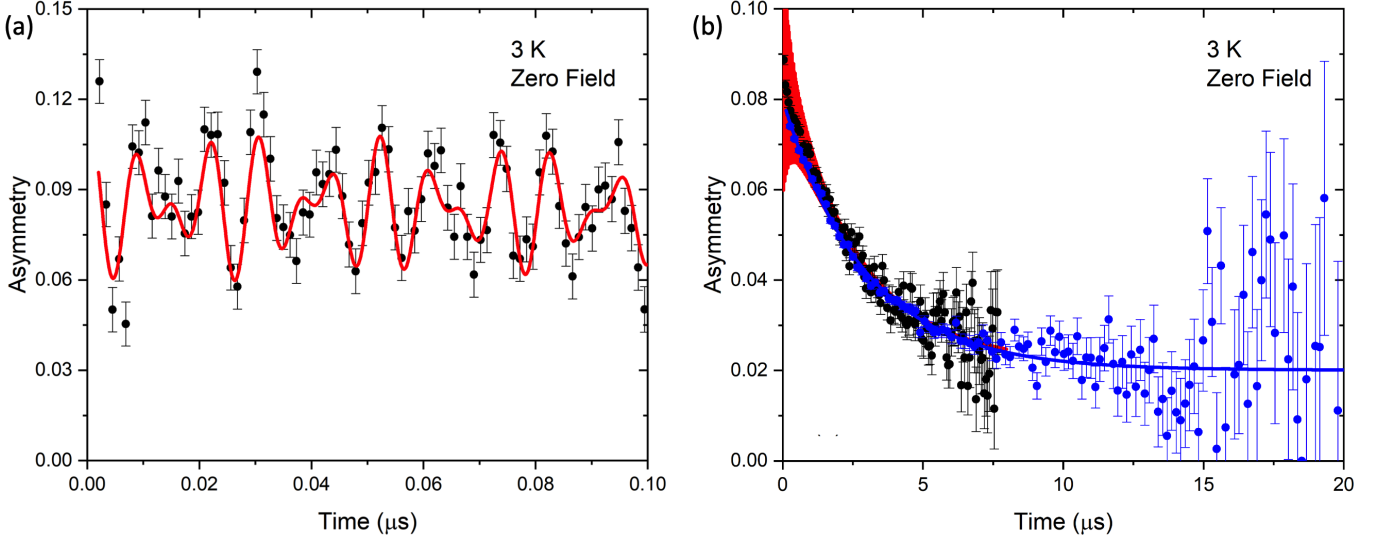 (a)
0.15
0.12
0.09
0.06
0.03
0.00
Asymmetry
3 K
Zero Field
0.00 0.02 0.04 0.06 0.08 0.10
Time (μs)
(b)
0.10
0.08
0.06
0.04
0.02
0.00
Asymmetry
3 K
Zero Field
0 5 10 15 20
Time (μs)